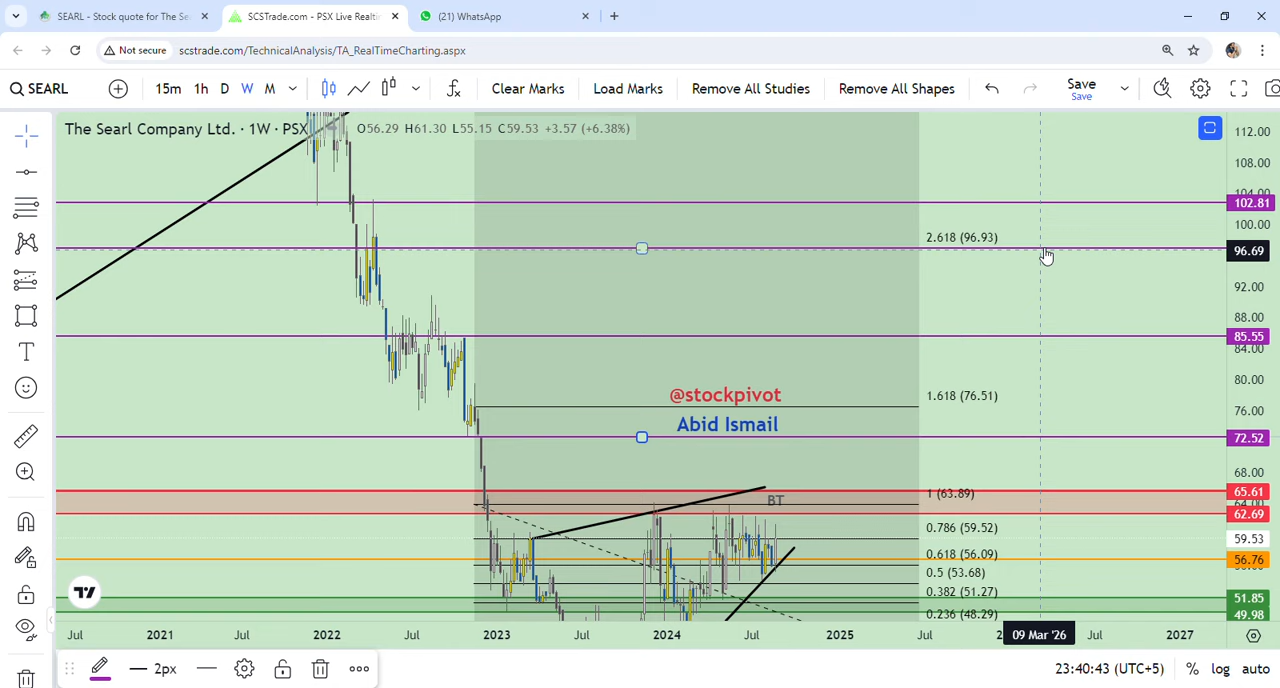 SEARL - Stock quote for The Se
SCSTrade.com - PSX Live Realtin
(21) WhatsApp
Not secure
scstrade.com/TechnicalAnalysis/TA_RealTimeCharting.aspx
SEARL
15m 1h D W M
Clear Marks
Load Marks
Remove All Studies
Remove All Shapes
Save
Save
The Searl Company Ltd. · 1W · PSX
O56.29 H61.30 L55.15 C59.53 +3.57 (+6.38%)
112.00
108.00
104.00
102.81
100.00
2.618 (96.93)
96.69
92.00
88.00
85.55
84.00
80.00
@stockpivot
1.618 (76.51)
76.00
Abid Ismail
72.52
68.00
65.61
1 (63.89)
BT
64.00
62.69
0.786 (59.52)
59.53
0.618 (56.09)
56.76
0.5 (53.68)
0.382 (51.27)
51.85
0.236 (48.29)
49.98
Jul 2021 Jul 2022 Jul 2023 Jul 2024 Jul 2025 Jul 09 Mar '26 Jul 2027
2px
23:40:43 (UTC+5)
% log auto